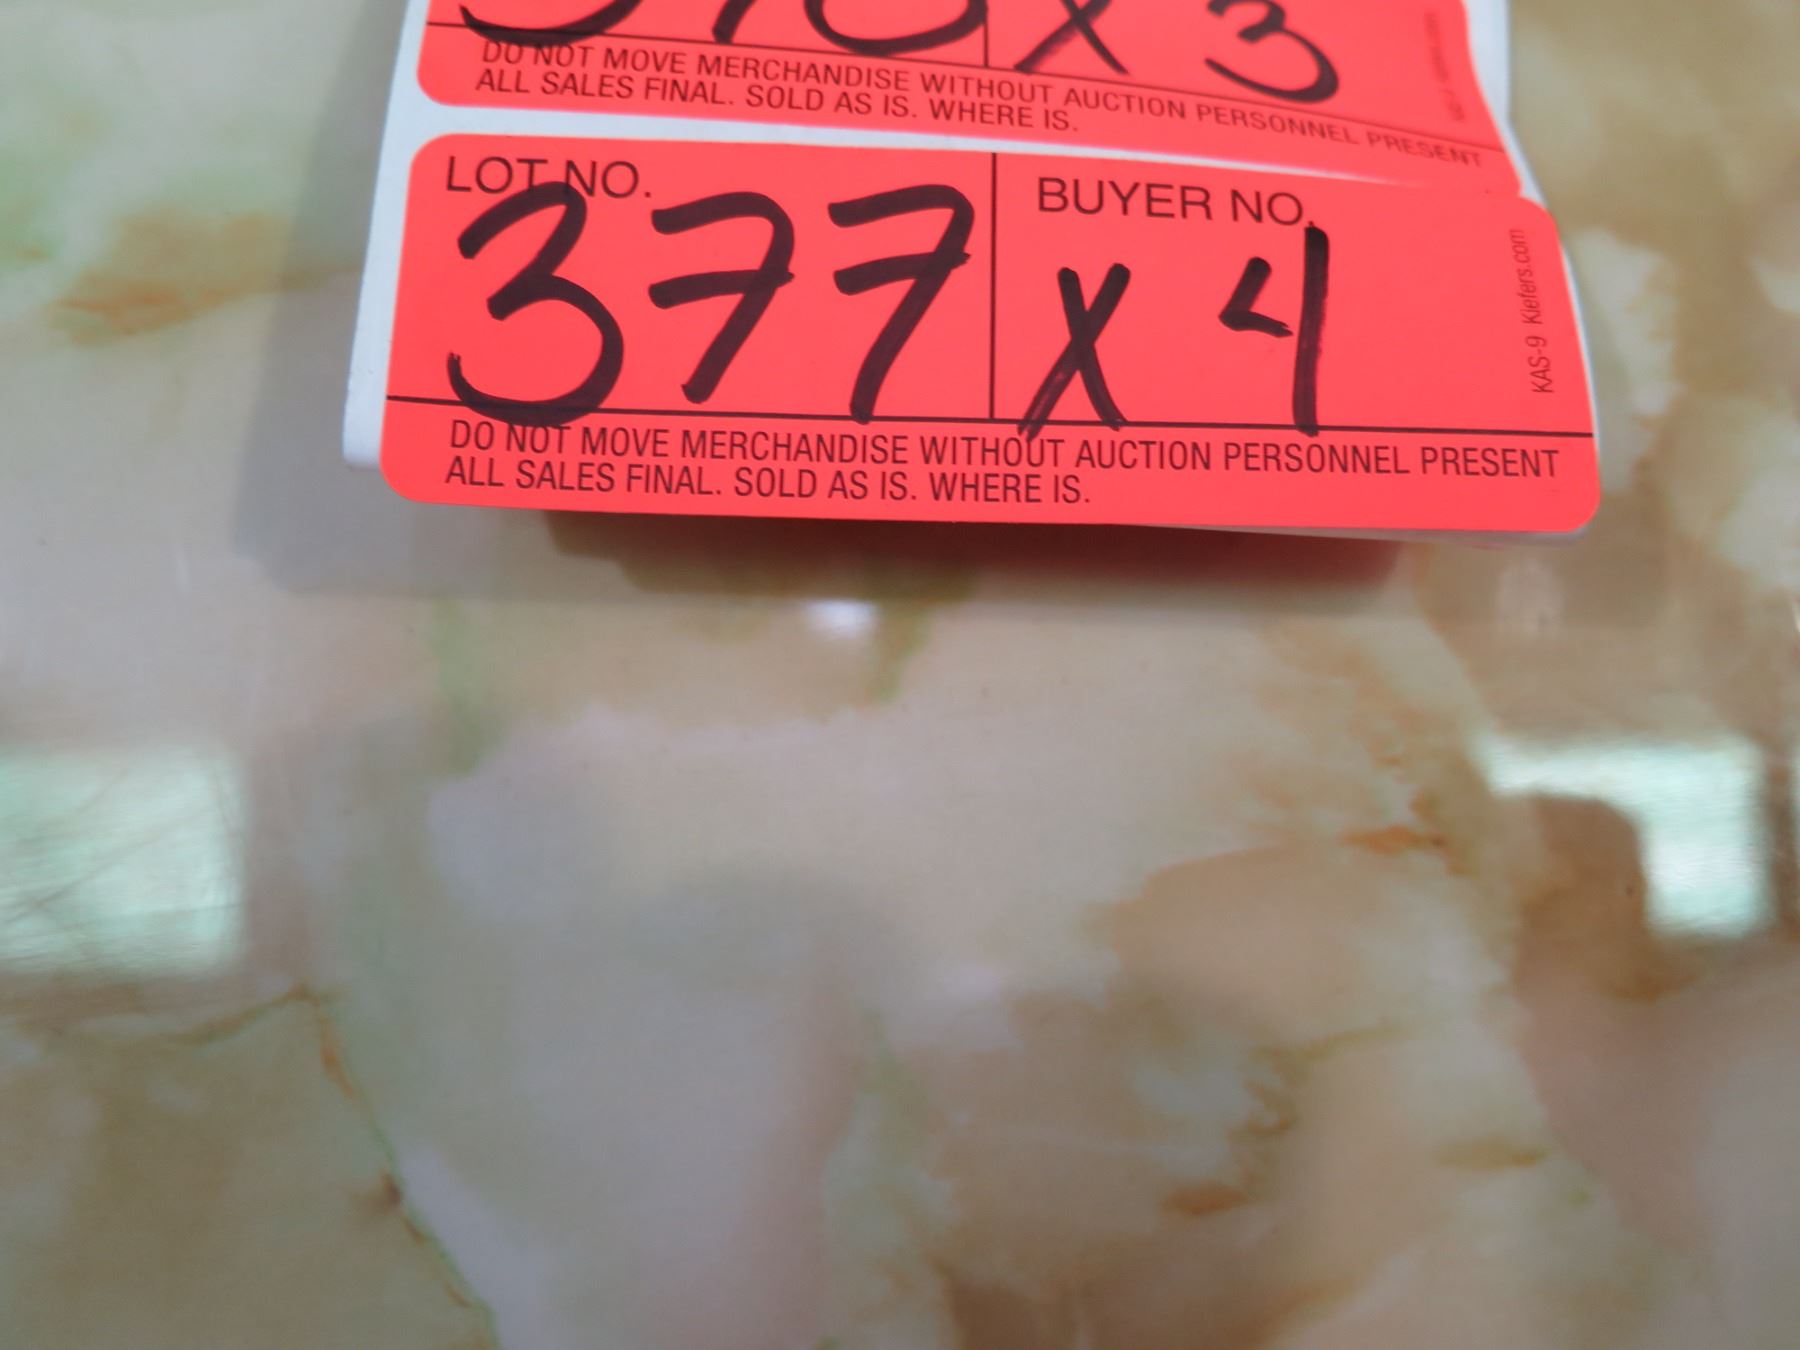 x 3
DO NOT MOVE MERCHANDISE WITHOUT AUCTION PERSONNEL PRESENT
ALL SALES FINAL. SOLD AS IS. WHERE IS.
LOT NO.
377
BUYER NO.
x 4
KAS-9 Kiefers.com
DO NOT MOVE MERCHANDISE WITHOUT AUCTION PERSONNEL PRESENT
ALL SALES FINAL. SOLD AS IS. WHERE IS.